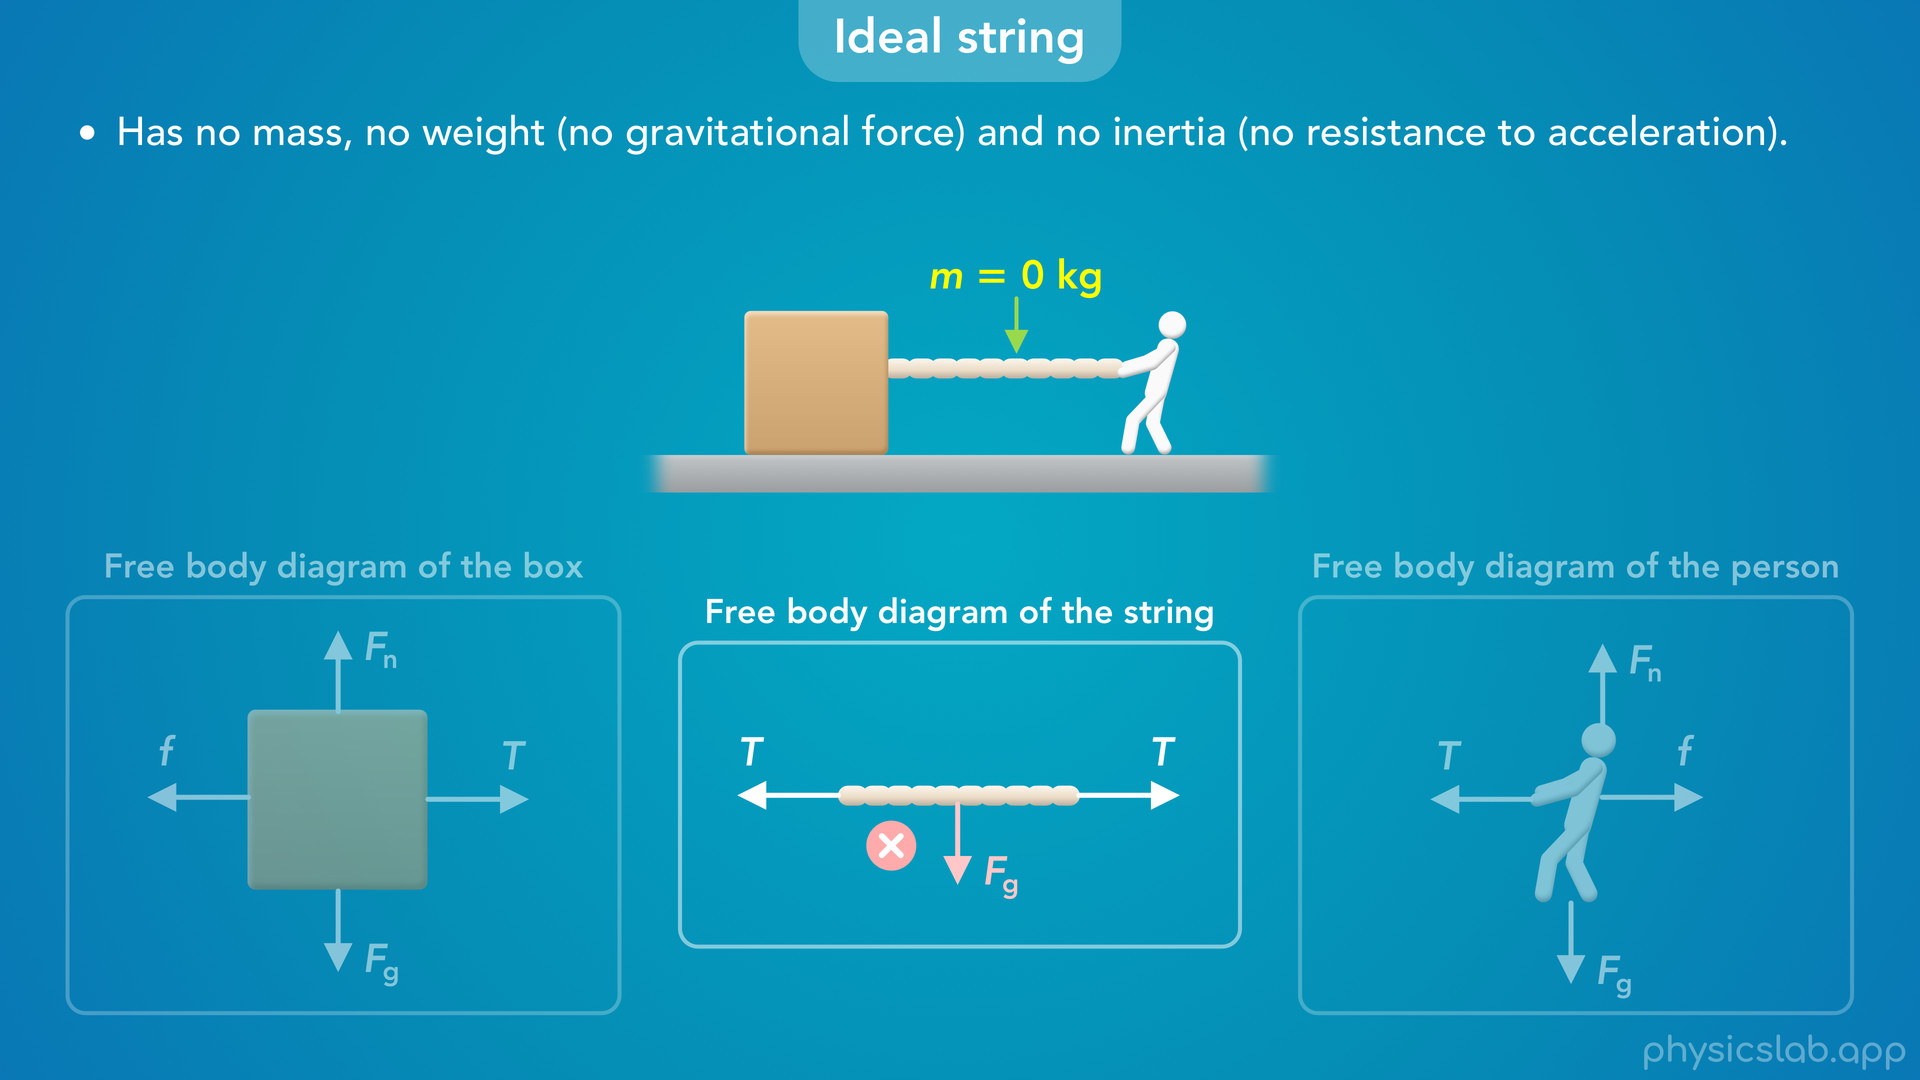 Ideal string
• Has no mass, no weight (no gravitational force) and no inertia (no resistance to acceleration).
m = 0 kg
Free body diagram of the box
Fn
f
T
Fg
Free body diagram of the string
T
T
Fg
Free body diagram of the person
Fn
T
f
Fg
physicslab.app